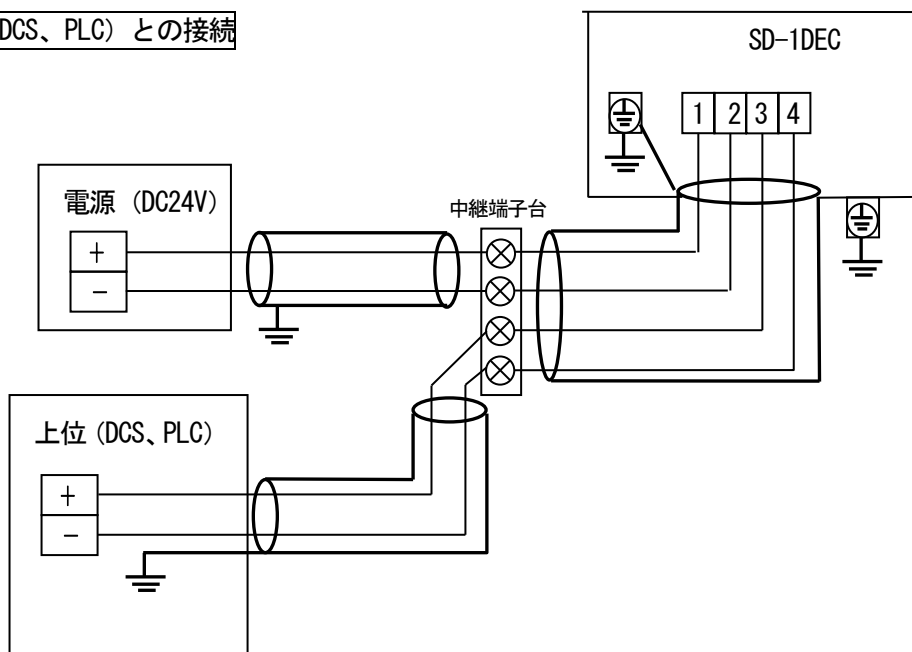 DCS、PLC）との接続
SD-1DEC
1 2 3 4
電源（DC24V）
中継端子台
+
-
上位（DCS、PLC）
+
-